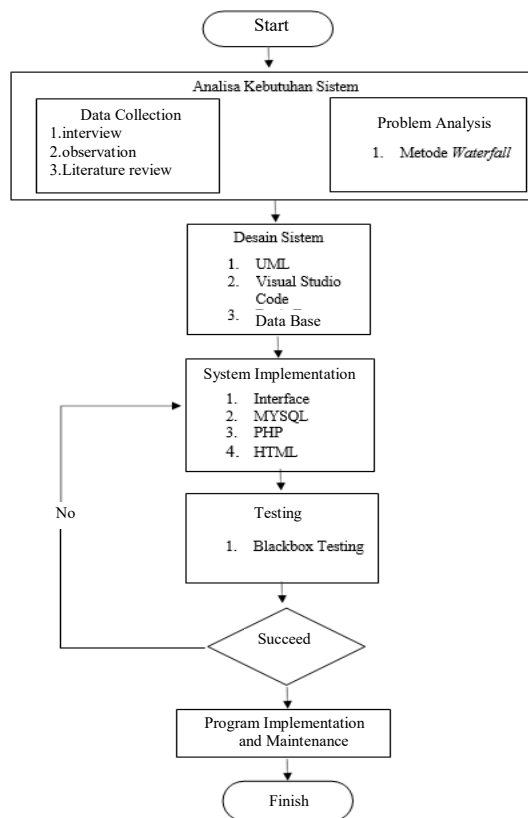 Start
Analisa Kebutuhan Sistem
Data Collection
1.interview
2.observation
3.Literature review
Problem Analysis
1. Metode Waterfall
Desain Sistem
1. UML
2. Visual Studio
Code
3.
Data Base
System Implementation
1. Interface
2. MYSQL
3. PHP
4. HTML
No
Testing
1. Blackbox Testing
Succeed
Program Implementation
and Maintenance
Finish